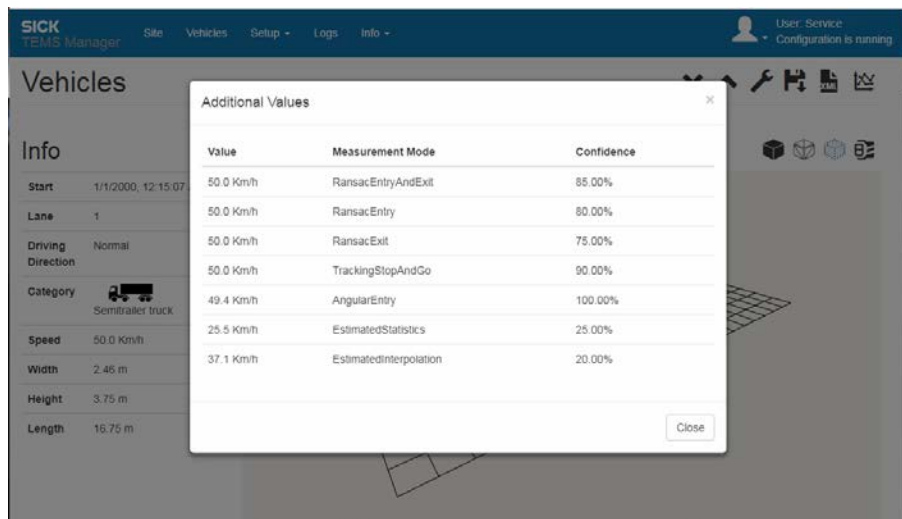 SICK
TEMS Manager
Site Vehicles Setup Logs Info
User: Service
Configuration is running
Vehicles
XML
Additional Values
×
Value Measurement Mode Confidence
50.0 Km/h RansacEntryAndExit 85.00%
50.0 Km/h RansacEntry 80.00%
50.0 Km/h RansacExit 75.00%
50.0 Km/h TrackingStopAndGo 90.00%
49.4 Km/h AngularEntry 100.00%
25.5 Km/h EstimatedStatistics 25.00%
37.1 Km/h EstimatedInterpolation 20.00%
Close
Info
Start 1/1/2000, 12:15:07
Lane 1
Driving Normal
Direction
Category
Semitrailer truck
Speed 50.0 Km/h
Width 2.46 m
Height 3.75 m
Length 16.75 m